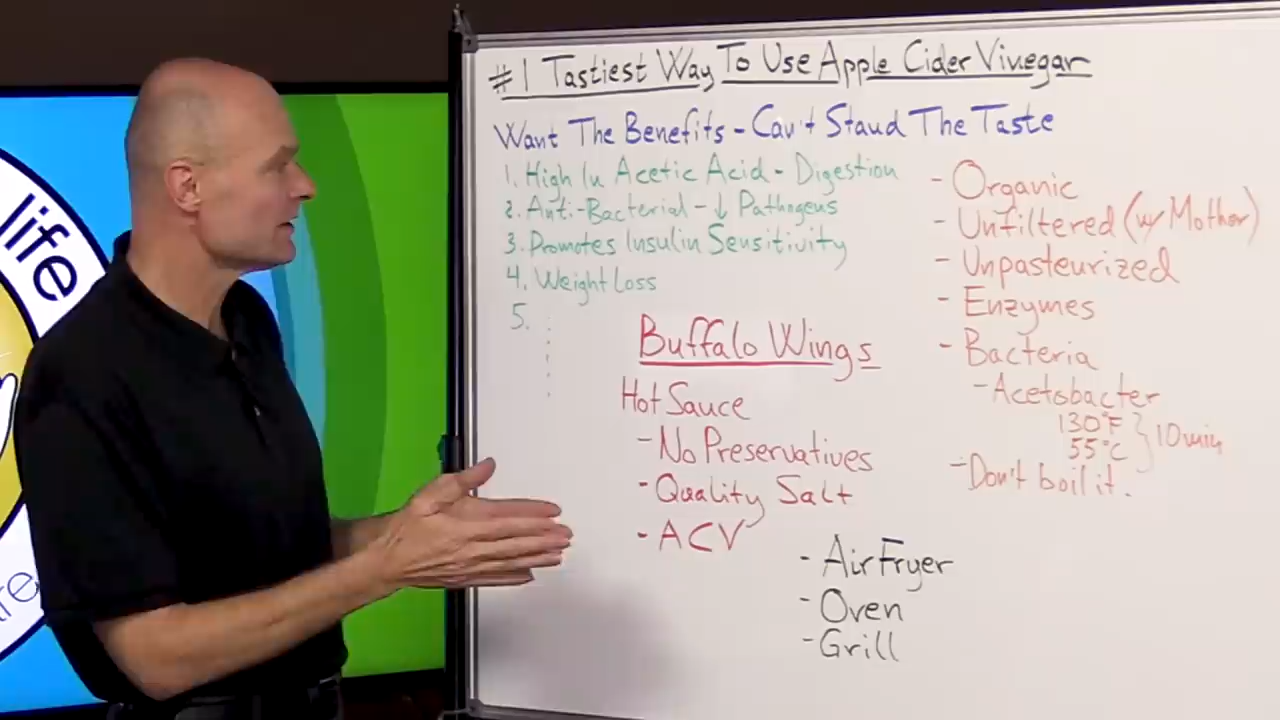 life
re
#1 Tastiest Way To Use Apple Cider Vinegar
Want The Benefits - Can't Stand The Taste
1. High In Acetic Acid - Digestion
2. Anti-Bacterial - ↓ Pathogens
3. Promotes Insulin Sensitivity
4. Weight Loss
5.
- Organic
- Unfiltered (w/ Mother)
- Unpasteurized
- Enzymes
- Bacteria
- Acetobacter
130°F
55°C } 10 min
- Don't boil it.
Buffalo Wings
Hot Sauce
- No Preservatives
- Quality Salt
- ACV
- Air Fryer
- Oven
- Grill